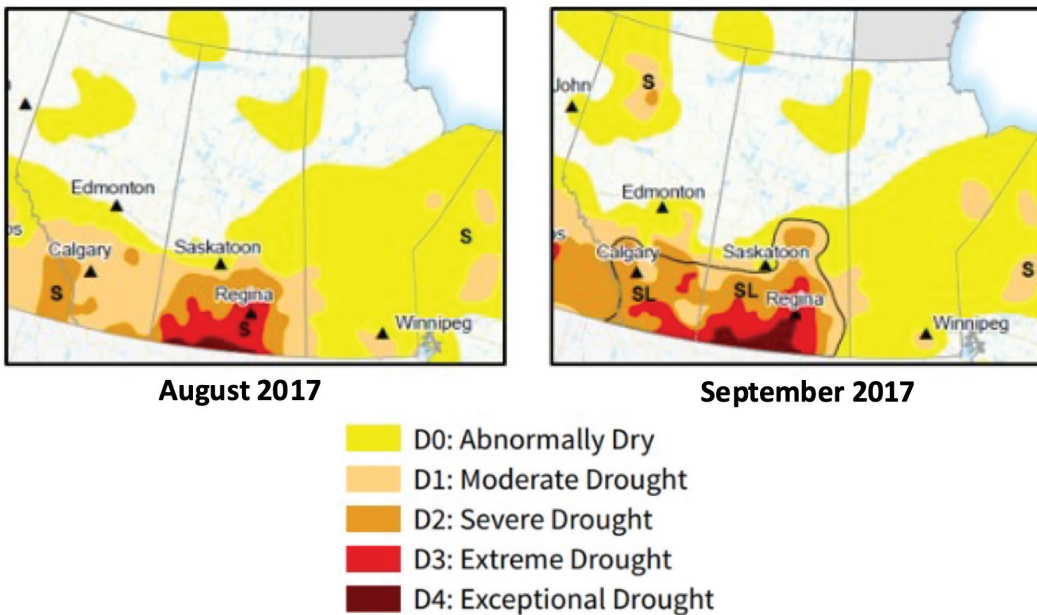 Edmonton
Calgary
Saskatoon
S
S
Regina
S
Winnipeg
August 2017
John
S
Edmonton
Calgary
Saskatoon
S
SL
SL
Regina
Winnipeg
September 2017
D0: Abnormally Dry
D1: Moderate Drought
D2: Severe Drought
D3: Extreme Drought
D4: Exceptional Drought